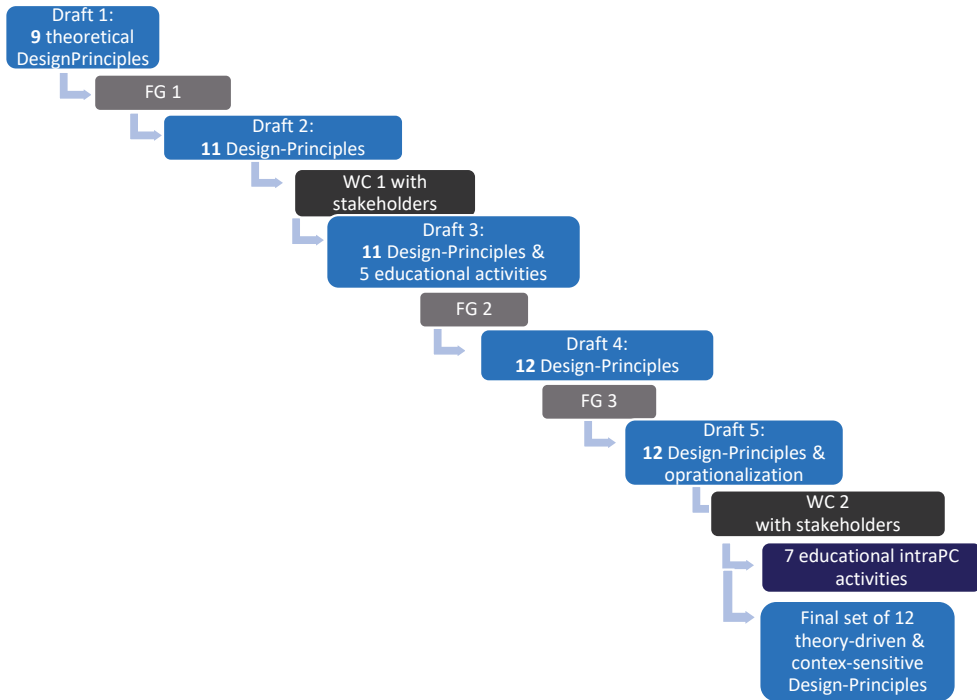 Draft 1:
9 theoretical
DesignPrinciples
FG 1
Draft 2:
11 Design-Principles
WC 1 with
stakeholders
Draft 3:
11 Design-Principles &
5 educational activities
FG 2
Draft 4:
12 Design-Principles
FG 3
Draft 5:
12 Design-Principles &
oprationalization
WC 2
with stakeholders
7 educational intraPC
activities
Final set of 12
theory-driven &
contex-sensitive
Design-Principles